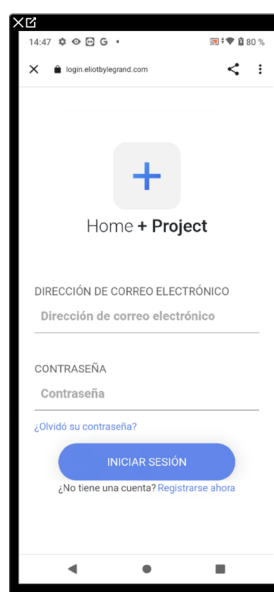 14:47 G 80 %
login.eliotbylegrand.com
Home + Project
DIRECCIÓN DE CORREO ELECTRÓNICO
Dirección de correo electrónico
CONTRASEÑA
Contraseña
¿Olvidó su contraseña?
INICIAR SESIÓN
¿No tiene una cuenta? Registrarse ahora